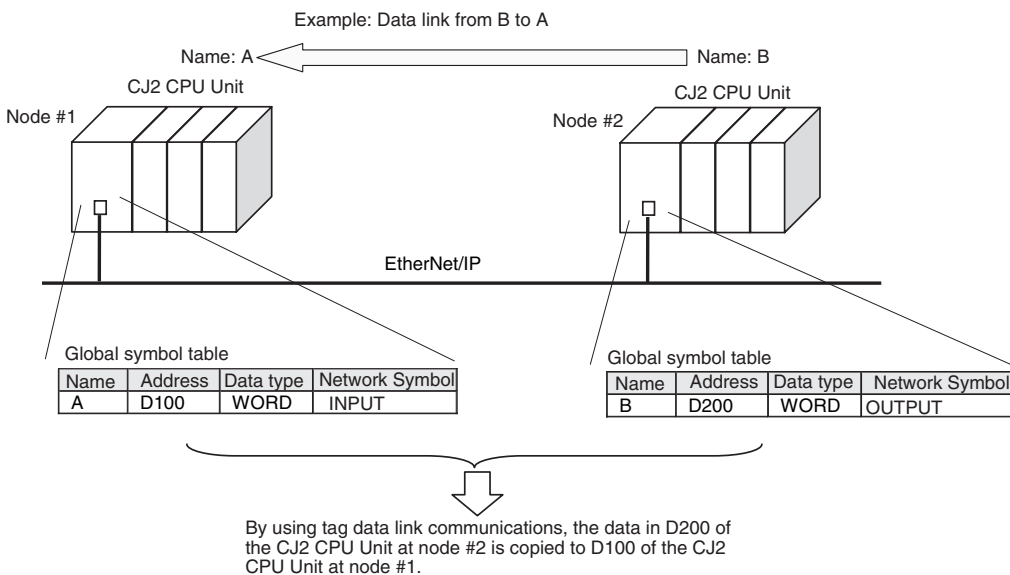 Example: Data link from B to A
Name: A
Name: B
CJ2 CPU Unit
CJ2 CPU Unit
Node #1
Node #2
EtherNet/IP
Global symbol table
Name Address Data type Network Symbol
A D100 WORD INPUT
Global symbol table
Name Address Data type Network Symbol
B D200 WORD OUTPUT
By using tag data link communications, the data in D200 of
the CJ2 CPU Unit at node #2 is copied to D100 of the CJ2
CPU Unit at node #1.